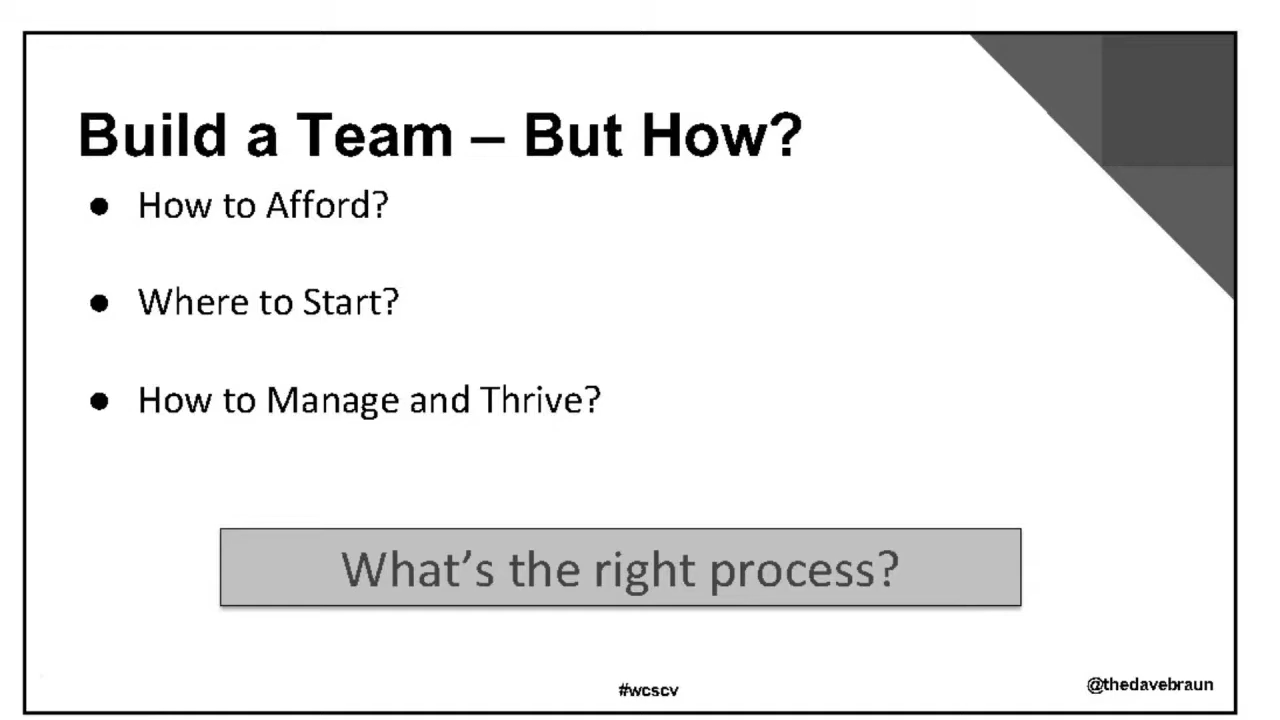 Build a Team – But How?
● How to Afford?
● Where to Start?
● How to Manage and Thrive?
What’s the right process?
#wcscv
@thedavebraun